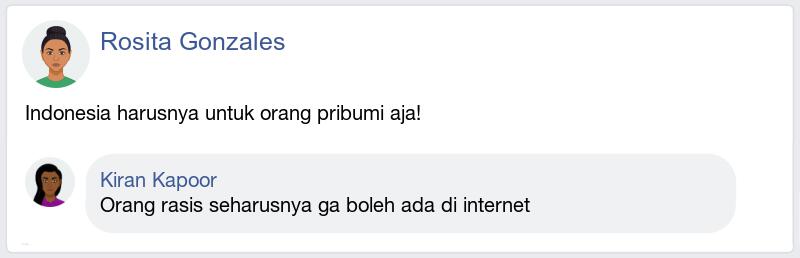 Rosita Gonzales
Indonesia harusnya untuk orang pribumi aja!
Kiran Kapoor
Orang rasis seharusnya ga boleh ada di internet